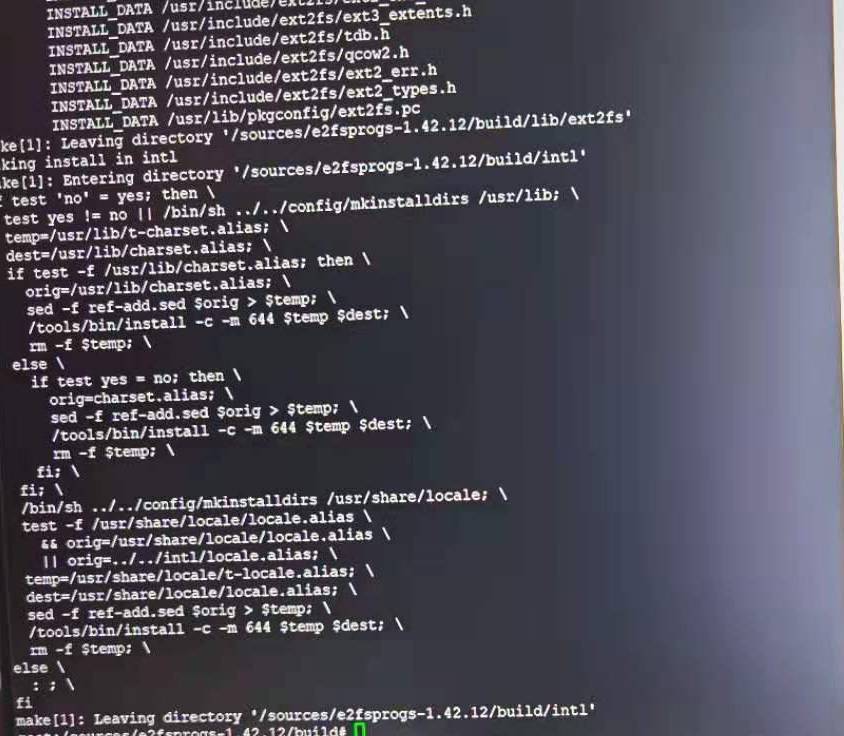 INSTALL_DATA /usr/include/ext2fs/
INSTALL_DATA /usr/include/ext2fs/ext3_extents.h
INSTALL_DATA /usr/include/ext2fs/tdb.h
INSTALL_DATA /usr/include/ext2fs/qcow2.h
INSTALL_DATA /usr/include/ext2fs/ext2_err.h
INSTALL_DATA /usr/include/ext2fs/ext2_types.h
INSTALL_DATA /usr/lib/pkgconfig/ext2fs.pc
ke[1]: Leaving directory '/sources/e2fsprogs-1.42.12/build/lib/ext2fs'
king install in intl
ke[1]: Entering directory '/sources/e2fsprogs-1.42.12/build/intl'
test 'no' = yes; then \
test yes != no || /bin/sh ../../config/mkinstalldirs /usr/lib; \
temp=/usr/lib/t-charset.alias; \
dest=/usr/lib/charset.alias; \
if test -f /usr/lib/charset.alias; then \
orig=/usr/lib/charset.alias; \
sed -f ref-add.sed $orig > $temp; \
/tools/bin/install -c -m 644 $temp $dest; \
rm -f $temp; \
else \
if test yes = no; then \
orig=charset.alias; \
sed -f ref-add.sed $orig > $temp; \
/tools/bin/install -c -m 644 $temp $dest; \
rm -f $temp; \
fi; \
fi; \
/bin/sh ../../config/mkinstalldirs /usr/share/locale; \
test -f /usr/share/locale/locale.alias \
&& orig=/usr/share/locale/locale.alias \
|| orig=../../intl/locale.alias; \
temp=/usr/share/locale/t-locale.alias; \
dest=/usr/share/locale/locale.alias; \
sed -f ref-add.sed $orig > $temp; \
/tools/bin/install -c -m 644 $temp $dest; \
rm -f $temp; \
else \
: ; \
fi
make[1]: Leaving directory '/sources/e2fsprogs-1.42.12/build/intl'
/sources/e2fsprogs-1.42.12/build#